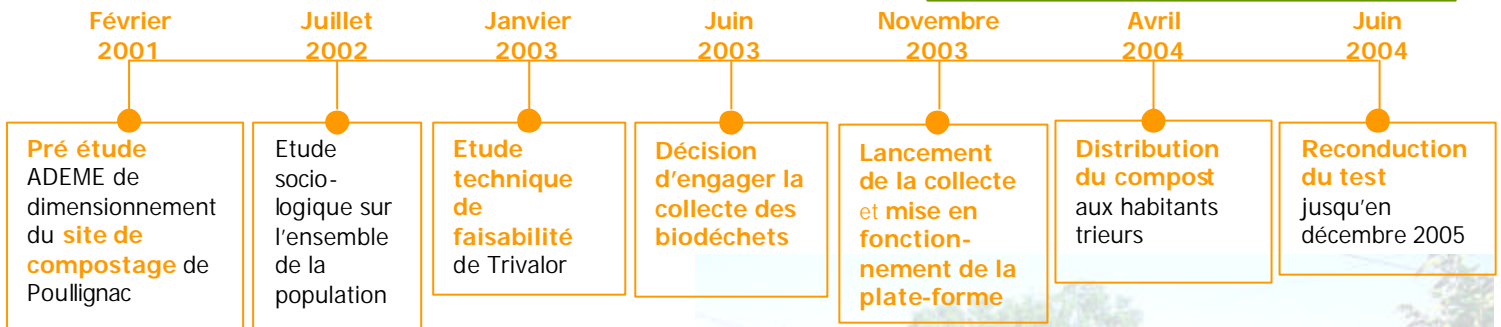 Février
2001
Juillet
2002
Janvier
2003
Juin
2003
Novembre
2003
Avril
2004
Juin
2004
Pré étude
ADEME de
dimensionnement
du site de
compostage de
Poullignac
Etude
socio-
logique sur
l'ensemble
de la
population
Etude
technique
de
faisabilité
de Trivalor
Décision
d'engager la
collecte des
biodéchets
Lancement
de la collecte
et mise en
fonction-
nement de la
plate-forme
Distribution
du compost
aux habitants
trieurs
Reconduction
du test
jusqu'en
décembre 2005